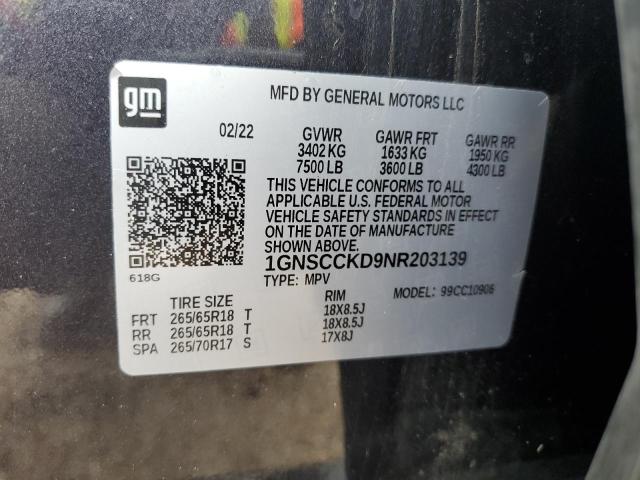 gm
MFD BY GENERAL MOTORS LLC
02/22 GVWR GAWR FRT GAWR RR
3402 KG 1633 KG 1950 KG
7500 LB 3600 LB 4300 LB
THIS VEHICLE CONFORMS TO ALL
APPLICABLE U.S. FEDERAL MOTOR
VEHICLE SAFETY STANDARDS IN EFFECT
ON THE DATE OF MANUFACTURE
SHOWN ABOVE.
618G
1GNSCCKD9NR203139
TYPE: MPV MODEL: 99CC10906
TIRE SIZE RIM
FRT 265/65R18 T 18X8.5J
RR 265/65R18 T 18X8.5J
SPA 265/70R17 S 17X8J